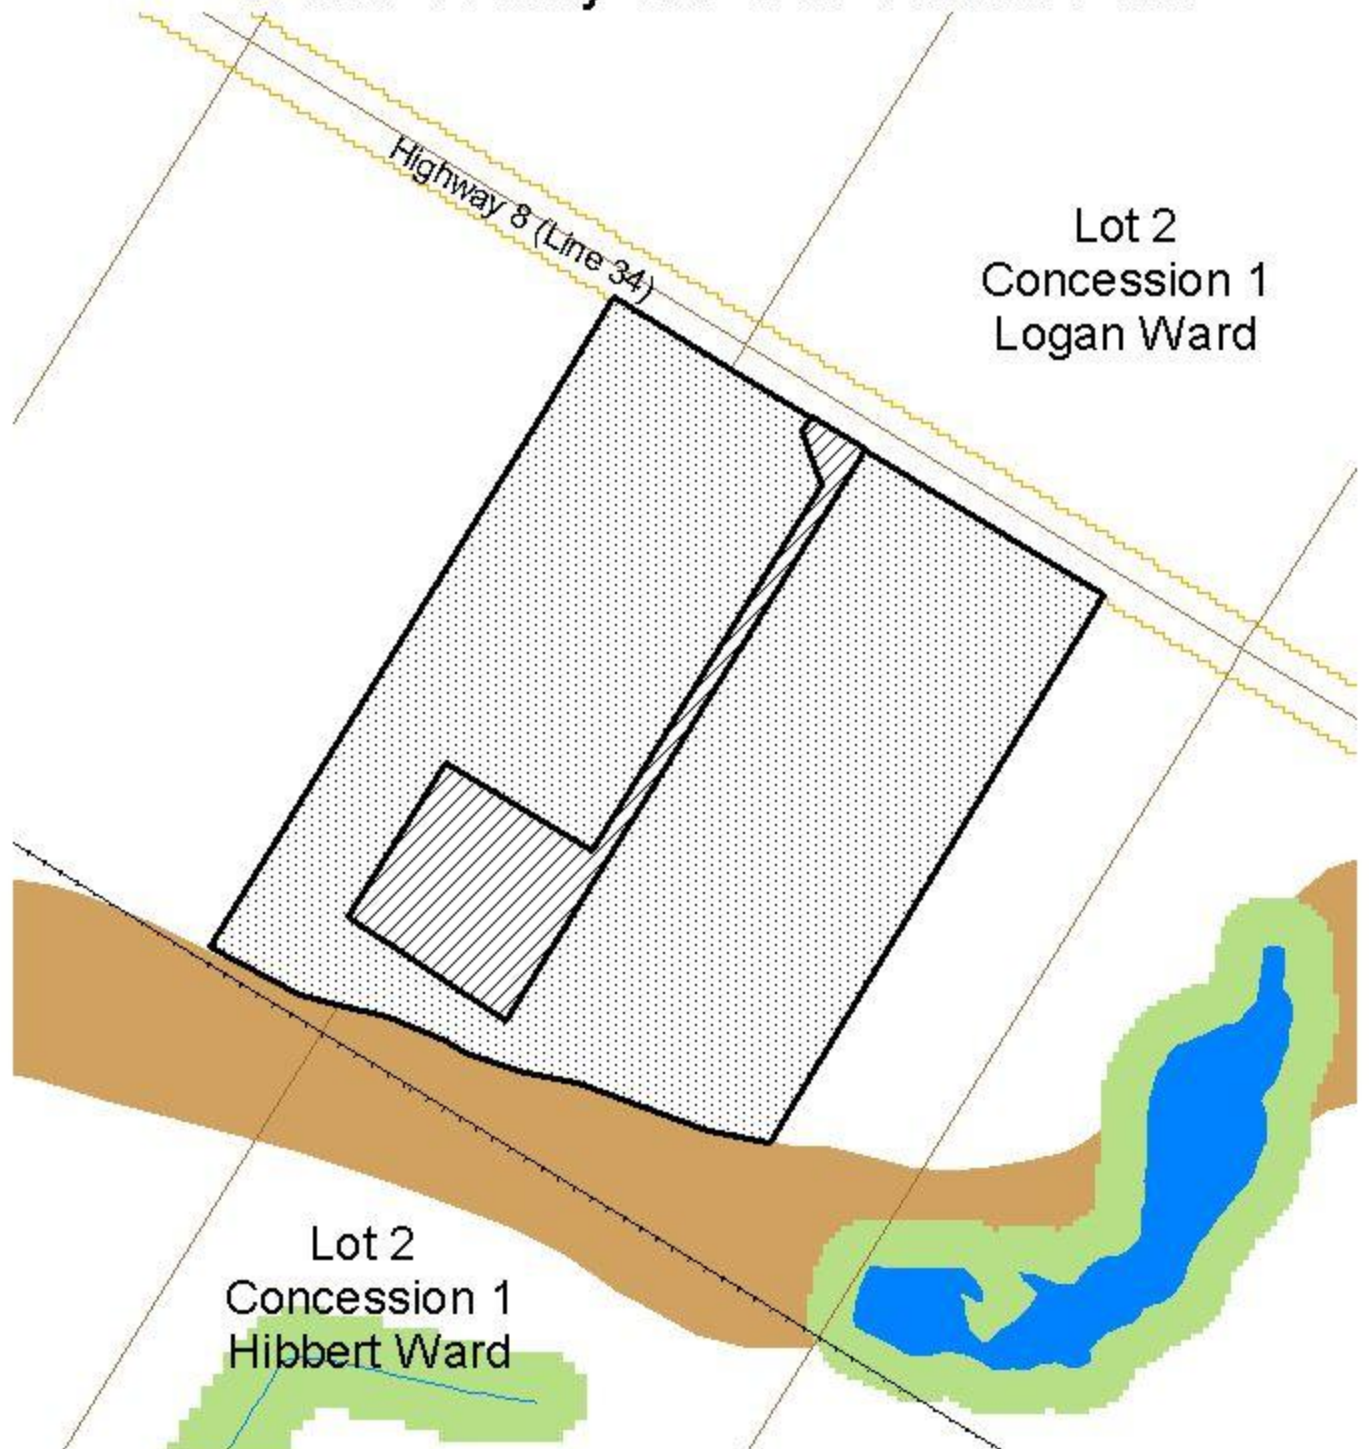 Highway 8 (Line 34)
Lot 2
Concession 1
Logan Ward
Lot 2
Concession 1
Hibbert Ward